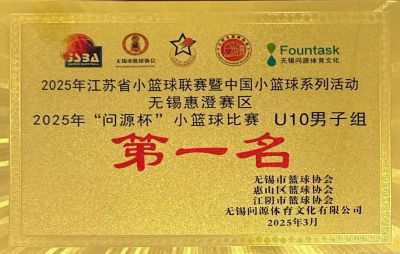 JSBA
无锡市篮球协会
Fountask
无锡问源体育文化
2025年江苏省小篮球联赛暨中国小篮球系列活动
无锡惠澄赛区
2025年“问源杯”小篮球比赛 U10男子组
第一名
无锡市篮球协会
惠山区篮球协会
江阴市篮球协会
无锡问源体育文化有限公司
2025年3月